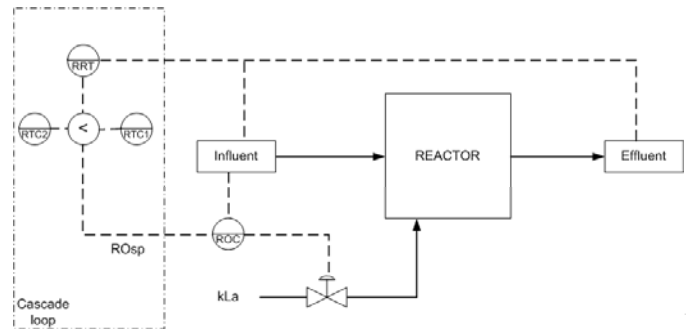 RRT
RTC2
<
RTC1
Influent
REACTOR
Effluent
ROC
ROsp
kLa
Cascade
loop